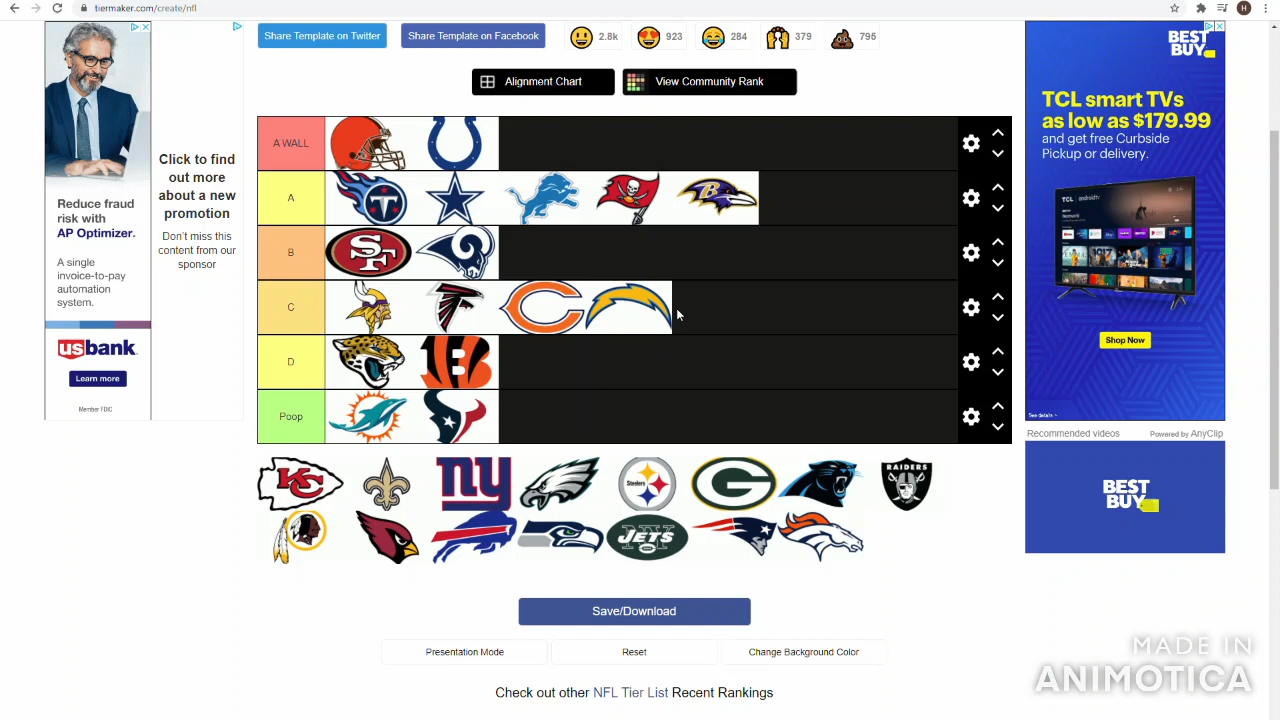 tiermaker.com/create/nfl
H
Share Template on Twitter
Share Template on Facebook
2.8k
923
284
379
795
Alignment Chart
View Community Rank
Reduce fraud
risk with
AP Optimizer.
A single
invoice-to-pay
automation
system.
usbank
Learn more
Member FDIC
Click to find
out more
about a new
promotion
Don't miss this
content from our
sponsor
A WALL
A
B
SF
C
D
B
Poop
KC
ny
Steelers
G
RAIDERS
JETS
NY
BEST
BUY
TCL smart TVs
as low as $179.99
and get free Curbside
Pickup or delivery.
Shop Now
See details
Recommended videos
Powered by AnyClip
BEST
BUY
Save/Download
Presentation Mode
Reset
Change Background Color
Check out other NFL Tier List Recent Rankings
MADE IN
ANIMOTICA